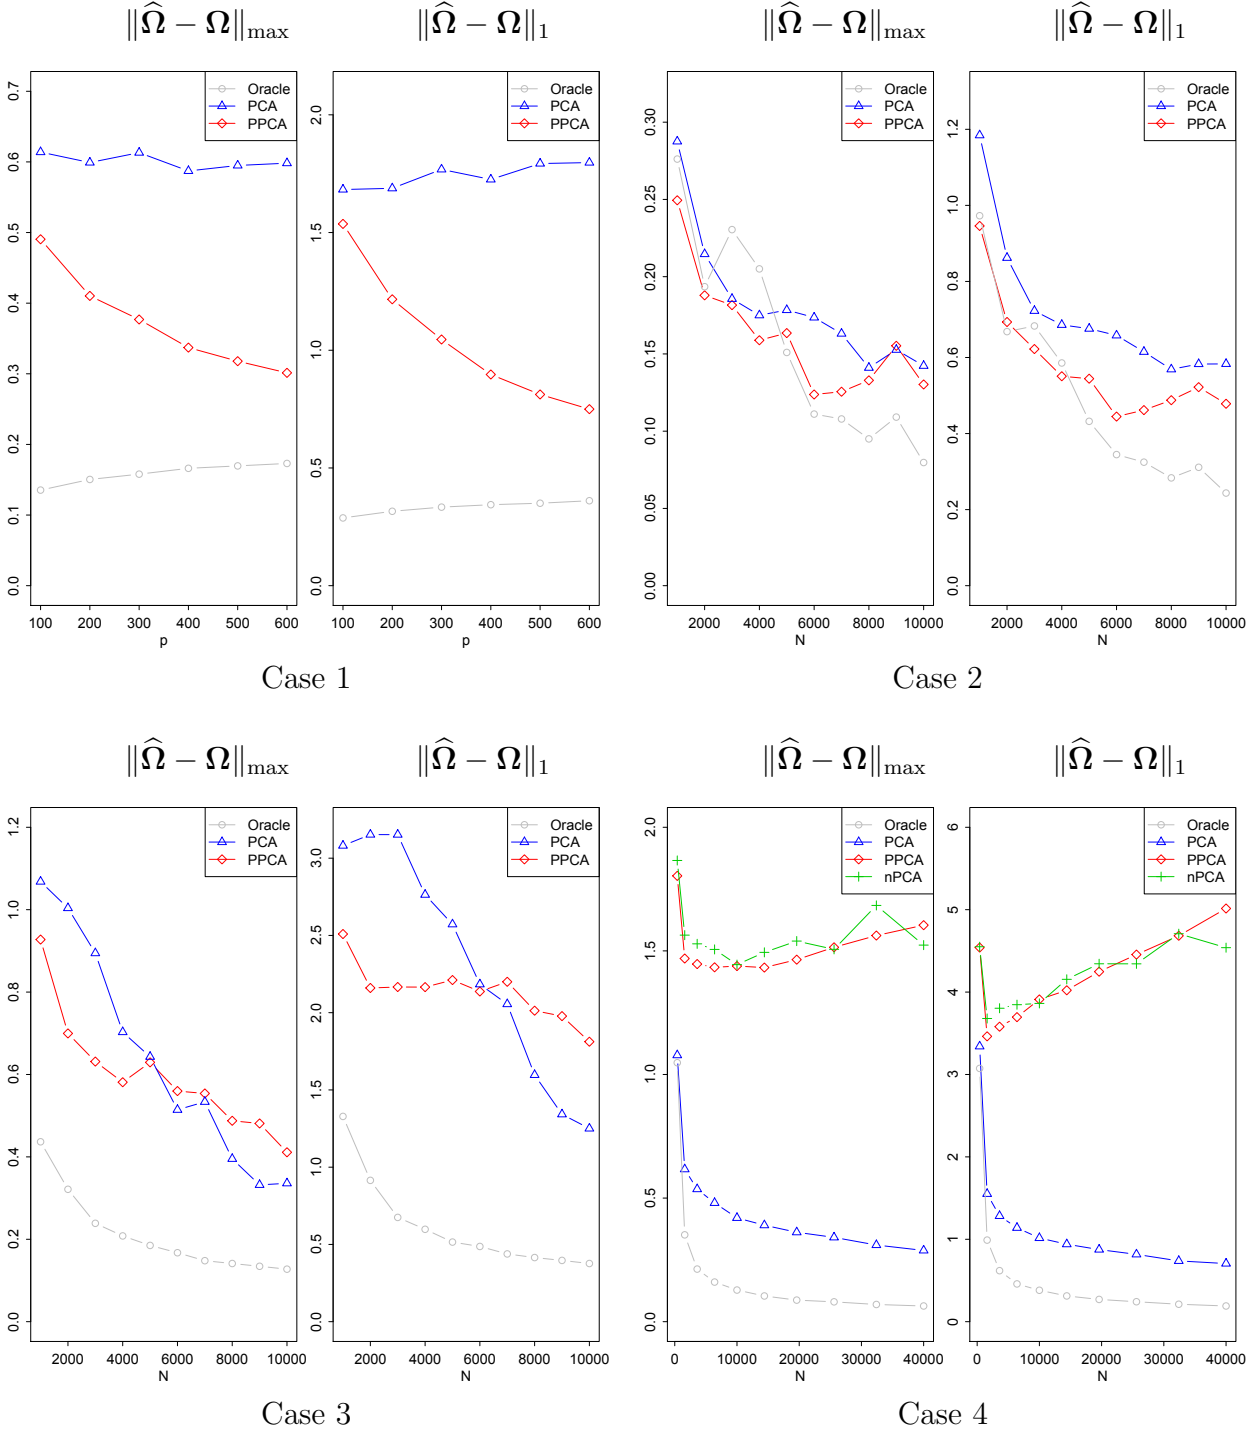 ‖Ω̂ − Ω‖max
‖Ω̂ − Ω‖1
‖Ω̂ − Ω‖max
‖Ω̂ − Ω‖1
0.0 0.1 0.2 0.3 0.4 0.5 0.6 0.7
Oracle
PCA
PPCA
100 200 300 400 500 600
p
0.0 0.5 1.0 1.5 2.0
Oracle
PCA
PPCA
100 200 300 400 500 600
p
Case 1
0.00 0.05 0.10 0.15 0.20 0.25 0.30
Oracle
PCA
PPCA
2000 4000 6000 8000 10000
N
0.0 0.2 0.4 0.6 0.8 1.0 1.2
Oracle
PCA
PPCA
2000 4000 6000 8000 10000
N
Case 2
‖Ω̂ − Ω‖max
‖Ω̂ − Ω‖1
‖Ω̂ − Ω‖max
‖Ω̂ − Ω‖1
0.0 0.2 0.4 0.6 0.8 1.0 1.2
Oracle
PCA
PPCA
2000 4000 6000 8000 10000
N
0.0 0.5 1.0 1.5 2.0 2.5 3.0
Oracle
PCA
PPCA
2000 4000 6000 8000 10000
N
Case 3
0.0 0.5 1.0 1.5 2.0
Oracle
PCA
PPCA
nPCA
0 10000 20000 30000 40000
N
0 1 2 3 4 5 6
Oracle
PCA
PPCA
nPCA
0 10000 20000 30000 40000
N
Case 4